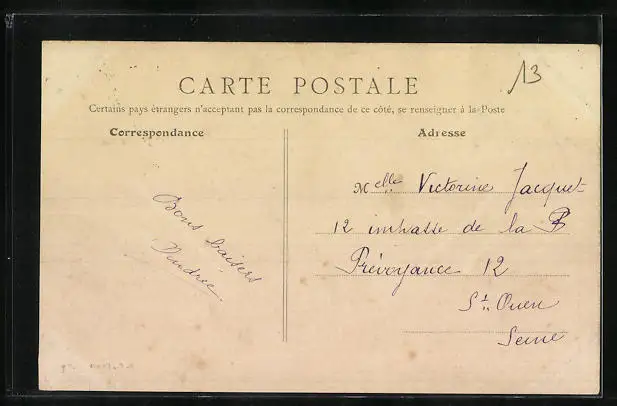 13
CARTE POSTALE
Certains pays étrangers n'acceptant pas la correspondance de ce côté, se renseigner à la Poste
Correspondance
Adresse
Bons baisers
Melle Victorine Jacquet
12 impasse de la P
Prévoyance 12
St. Ouen
Seine